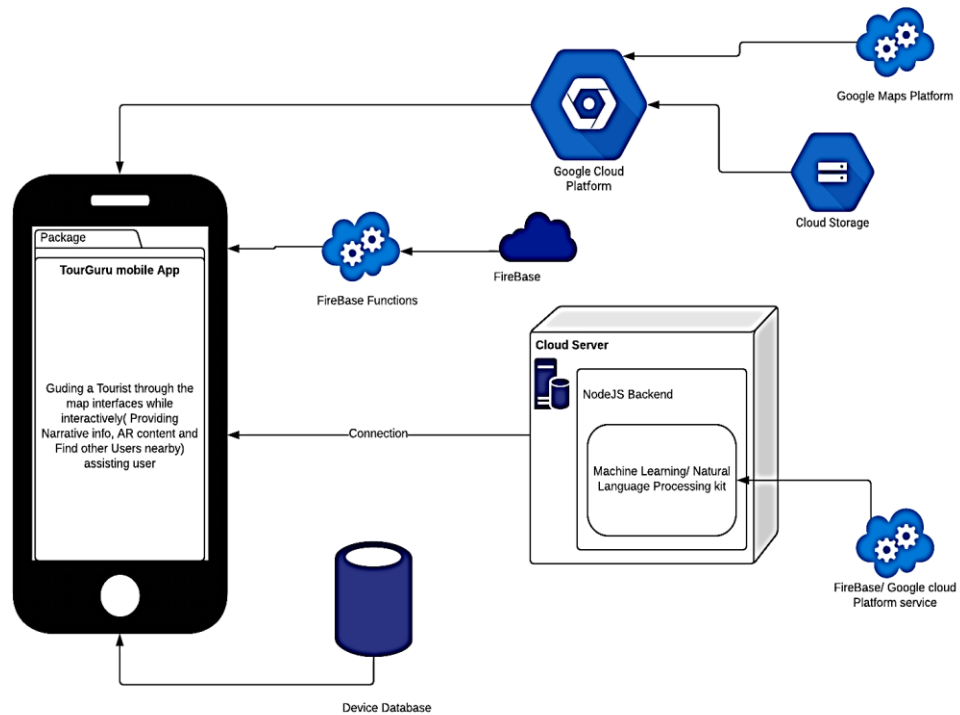 Google Maps Platform
Google Cloud
Platform
Cloud Storage
Package
TourGuru mobile App
Guding a Tourist through the
map interfaces while
interactively( Providing
Narrative info, AR content and
Find other Users nearby)
assisting user
FireBase Functions
FireBase
Cloud Server
NodeJS Backend
Machine Learning/ Natural
Language Processing kit
Connection
FireBase/ Google cloud
Platform service
Device Database